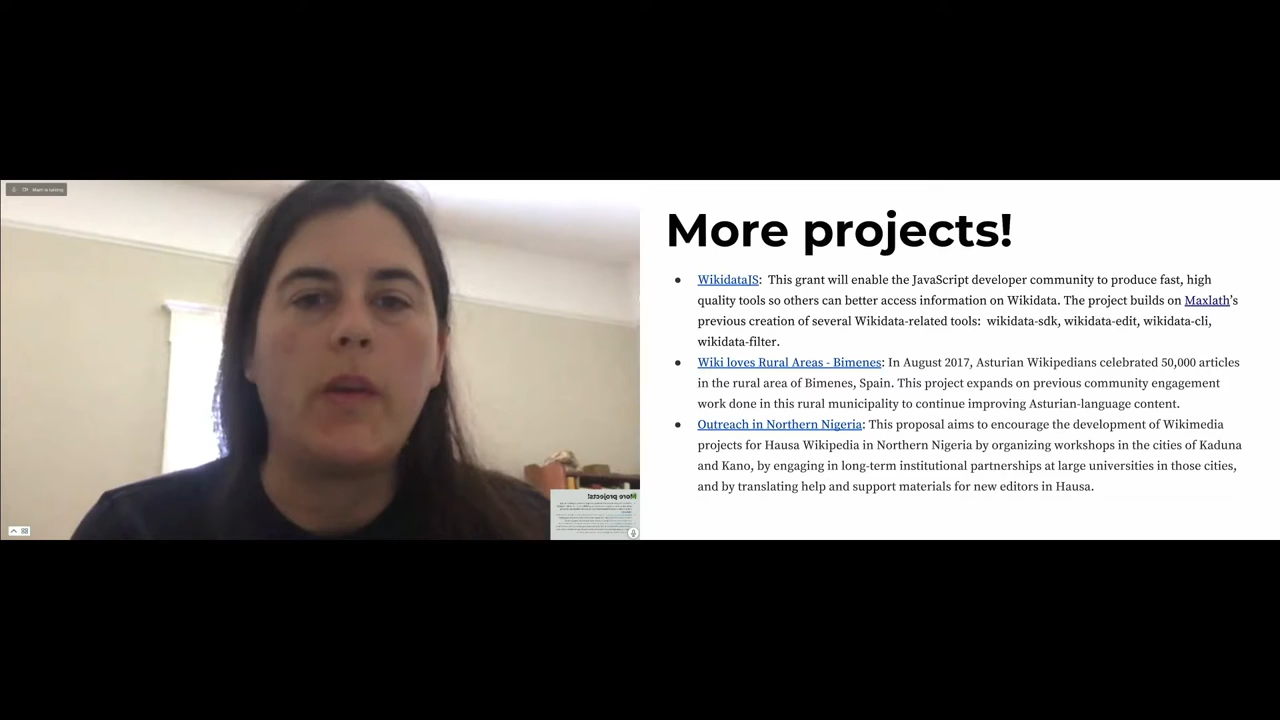 More projects!
● WikidataJS: This grant will enable the JavaScript developer community to produce fast, high
quality tools so others can better access information on Wikidata. The project builds on Maxlath's
previous creation of several Wikidata-related tools: wikidata-sdk, wikidata-edit, wikidata-cli,
wikidata-filter.
● Wiki loves Rural Areas - Bimenes: In August 2017, Asturian Wikipedians celebrated 50,000 articles
in the rural area of Bimenes, Spain. This project expands on previous community engagement
work done in this rural municipality to continue improving Asturian-language content.
● Outreach in Northern Nigeria: This proposal aims to encourage the development of Wikimedia
projects for Hausa Wikipedia in Northern Nigeria by organizing workshops in the cities of Kaduna
and Kano, by engaging in long-term institutional partnerships at large universities in those cities,
and by translating help and support materials for new editors in Hausa.
More projects!